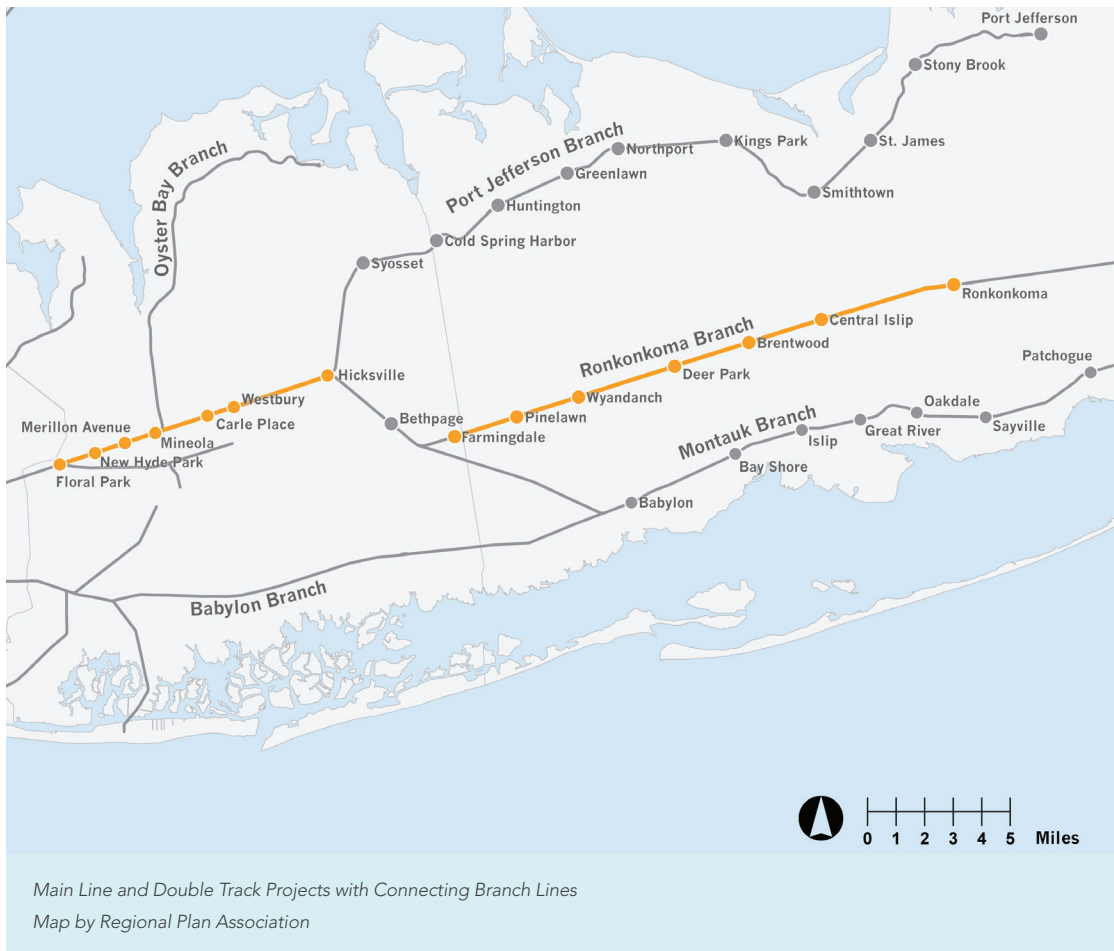 Port Jefferson
Stony Brook
Port Jefferson Branch
Kings Park
St. James
Northport
Oyster Bay Branch
Greenlawn
Smithtown
Huntington
Cold Spring Harbor
Syosset
Ronkonkoma
Central Islip
Ronkonkoma Branch
Brentwood
Patchogue
Hicksville
Deer Park
Westbury
Wyandanch
Oakdale
Merillon Avenue
Carle Place
Bethpage
Pinelawn
Montauk Branch
Sayville
Mineola
Farmingdale
Great River
Islip
New Hyde Park
Bay Shore
Floral Park
Babylon
Babylon Branch
0 1 2 3 4 5 Miles
Main Line and Double Track Projects with Connecting Branch Lines
Map by Regional Plan Association